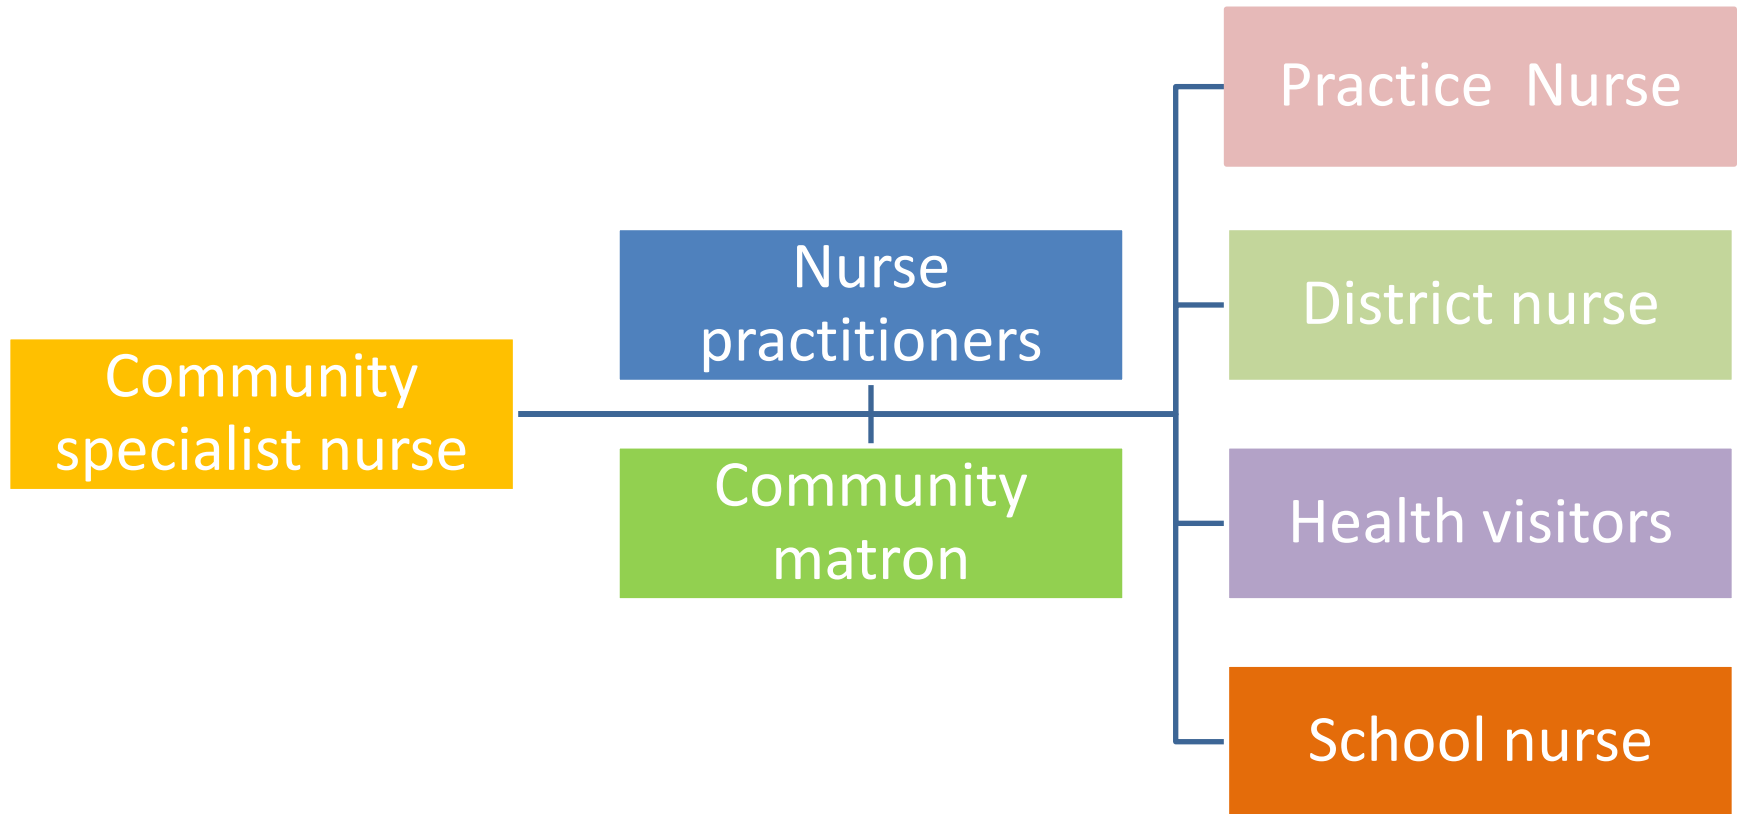 Community
specialist nurse
Nurse
practitioners
Community
matron
Practice  Nurse
District nurse
Health visitors
School nurse